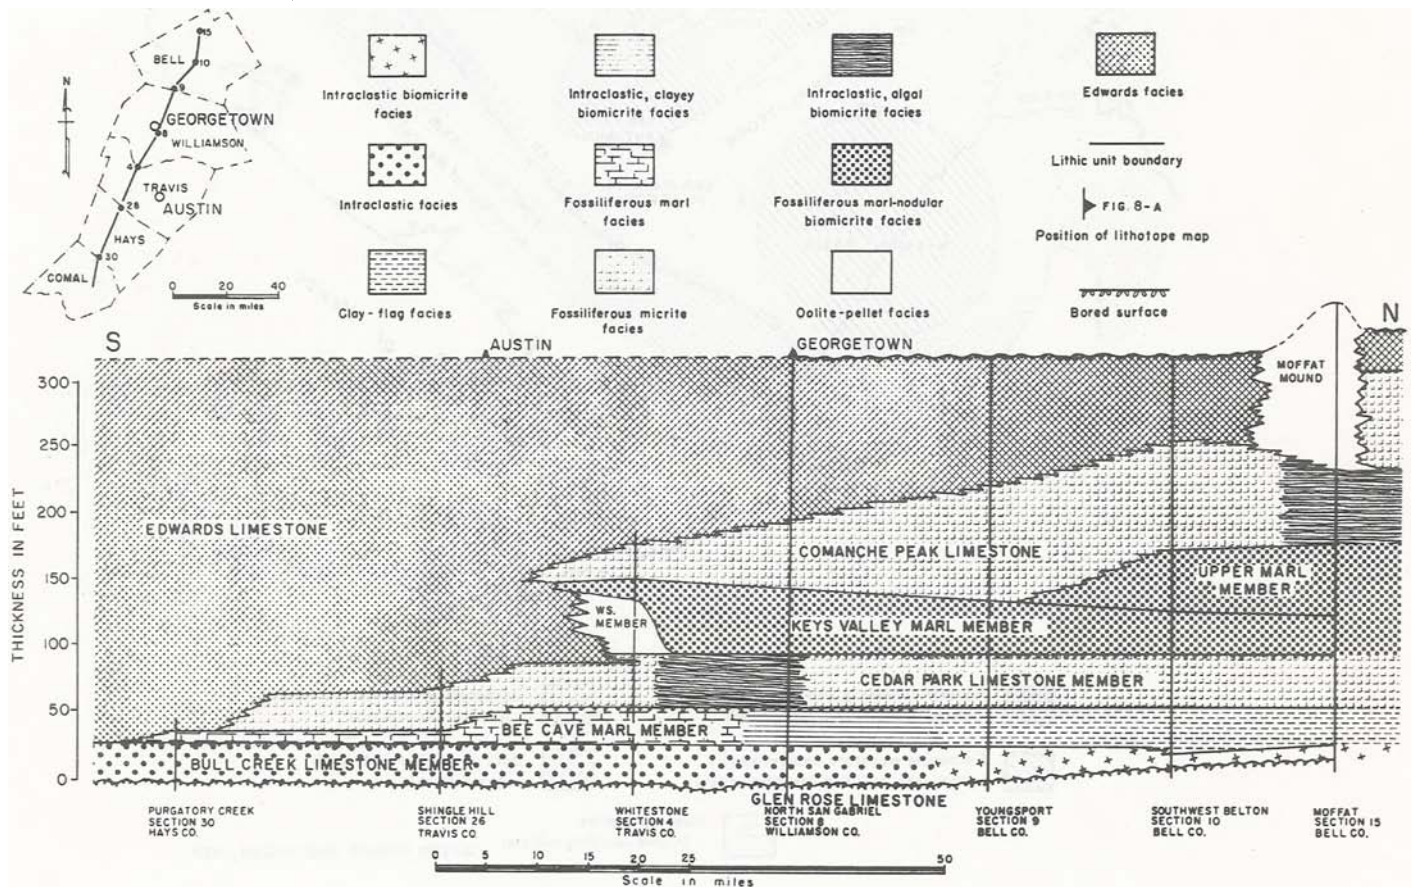 15
BELL
10
N
9
GEORGETOWN
8
WILLIAMSON
4
TRAVIS
26
AUSTIN
HAYS
30
COMAL
0 20 40
Scale in miles
Intraclastic biomicrite
facies
Intraclastic, clayey
biomicrite facies
Intraclastic, algal
biomicrite facies
Edwards facies
Intraclastic facies
Fossiliferous marl
facies
Fossiliferous marl-nodular
biomicrite facies
Lithic unit boundary
FIG. 8-A
Position of lithotope map
Clay-flag facies
Fossiliferous micrite
facies
Oolite-pellet facies
Bored surface
S
AUSTIN
GEORGETOWN
N
MOFFAT
MOUND
THICKNESS IN FEET
300
250
200
150
100
50
0
EDWARDS LIMESTONE
COMANCHE PEAK LIMESTONE
UPPER MARL
MEMBER
WS.
MEMBER
KEYS VALLEY MARL MEMBER
CEDAR PARK LIMESTONE MEMBER
BEE CAVE MARL MEMBER
BULL CREEK LIMESTONE MEMBER
GLEN ROSE LIMESTONE
PURGATORY CREEK
SECTION 30
HAYS CO.
SHINGLE HILL
SECTION 26
TRAVIS CO.
WHITESTONE
SECTION 4
TRAVIS CO.
NORTH SAN GABRIEL
SECTION 8
WILLIAMSON CO.
YOUNGSPORT
SECTION 9
BELL CO.
SOUTHWEST BELTON
SECTION 10
BELL CO.
MOFFAT
SECTION 15
BELL CO.
0 5 10 15 20 25 50
Scale in miles